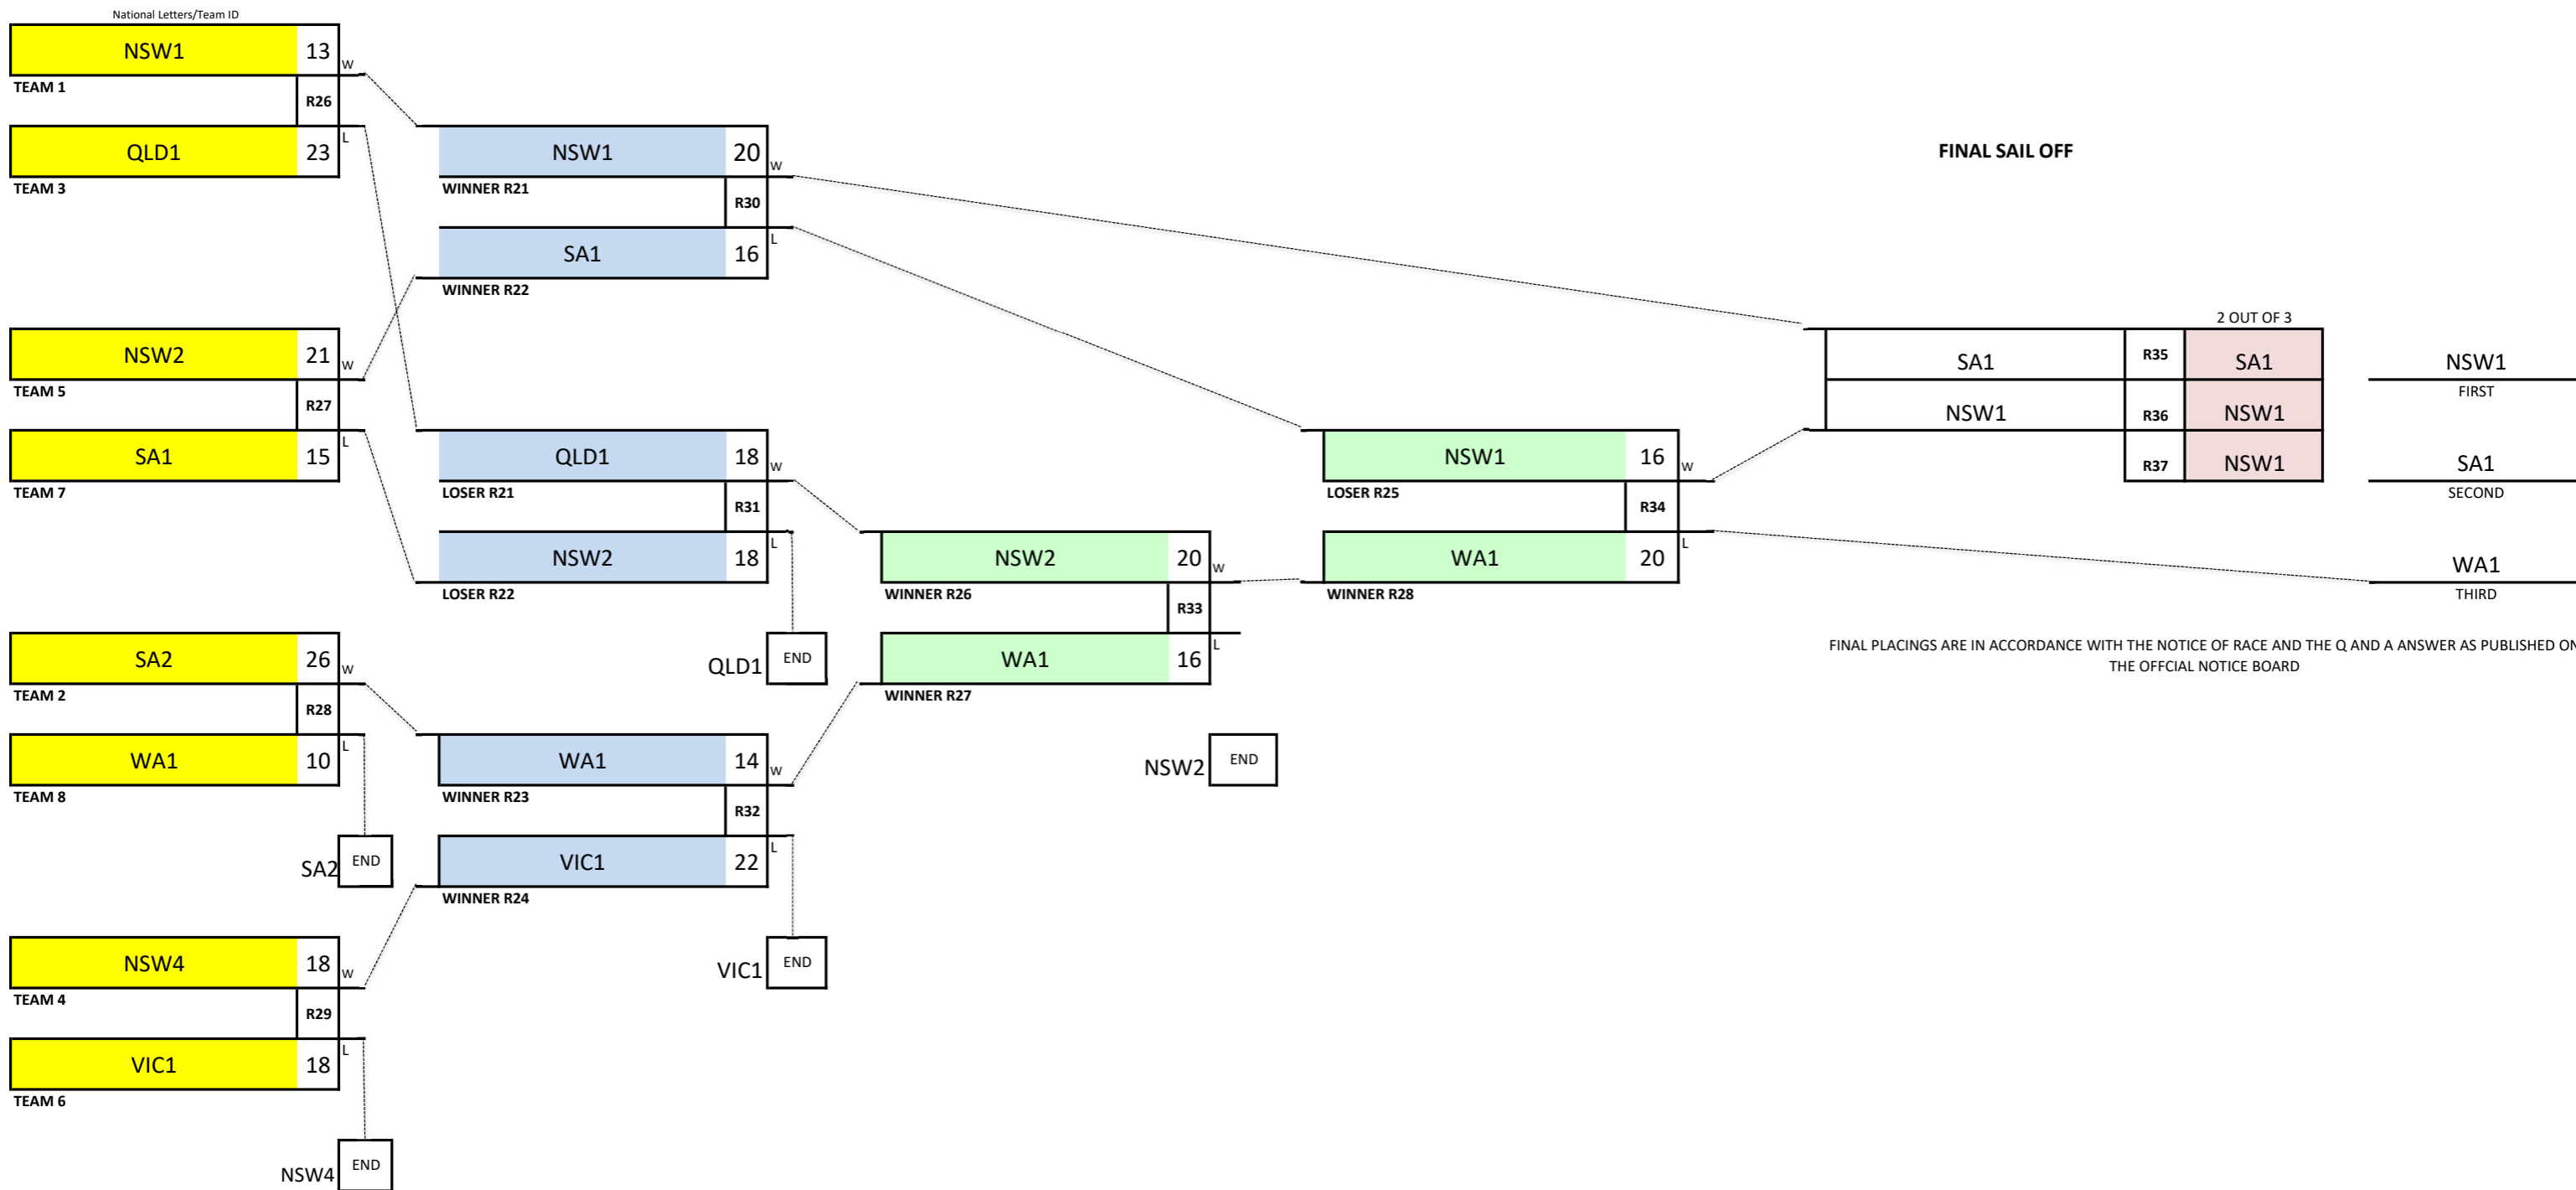 National Letters/Team ID
NSW1 13
W
TEAM 1
R26
L
QLD1 23
TEAM 3
NSW2 21
W
TEAM 5
R27
L
SA1 15
TEAM 7
SA2 26
W
TEAM 2
R28
L
WA1 10
TEAM 8
SA2 END
NSW4 18
W
TEAM 4
R29
L
VIC1 18
TEAM 6
NSW4 END
NSW1 20
W
WINNER R21
R30
L
SA1 16
WINNER R22
QLD1 18
W
LOSER R21
R31
L
NSW2 18
LOSER R22
QLD1 END
WA1 14
W
WINNER R23
R32
L
VIC1 22
WINNER R24
VIC1 END
NSW2 20
W
WINNER R26
R33
L
WA1 16
WINNER R27
NSW2 END
NSW1 16
W
LOSER R25
R34
L
WA1 20
WINNER R28
FINAL SAIL OFF
2 OUT OF 3
SA1 R35 SA1
NSW1 R36 NSW1
R37 NSW1
NSW1
FIRST
SA1
SECOND
WA1
THIRD
FINAL PLACINGS ARE IN ACCORDANCE WITH THE NOTICE OF RACE AND THE Q AND A ANSWER AS PUBLISHED ON
THE OFFCIAL NOTICE BOARD